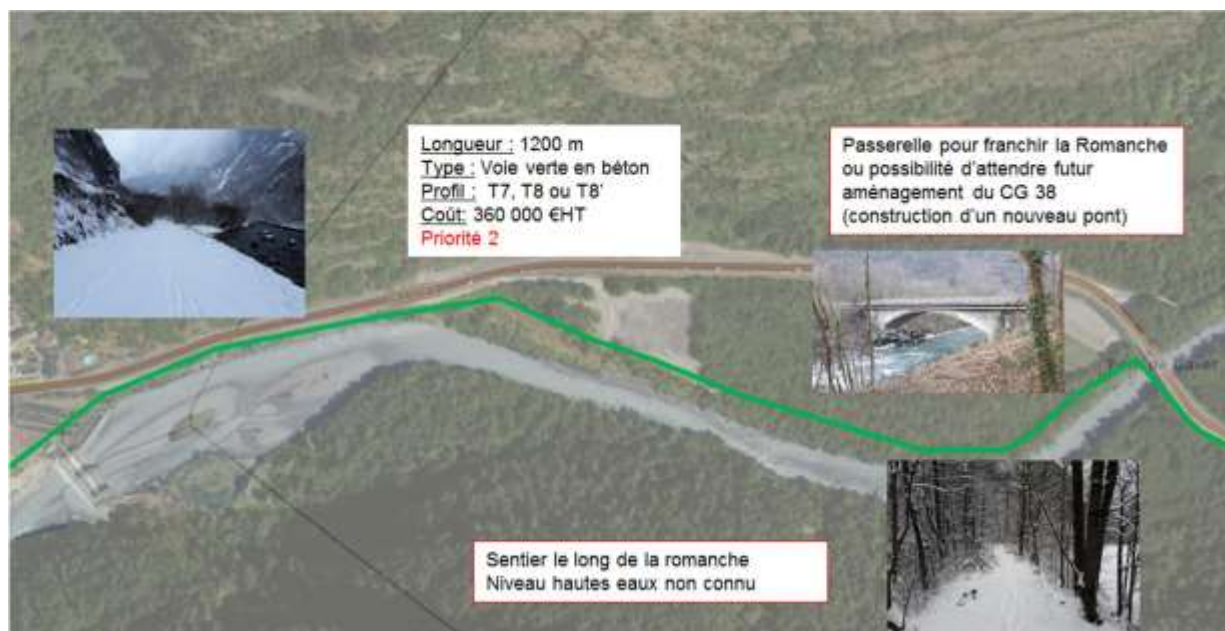 Longueur : 1200 m
Type : Voie verte en béton
Profil : T7, T8 ou T8'
Coût: 360 000 €HT
Priorité 2
Passerelle pour franchir la Romanche
ou possibilité d'attendre futur
aménagement du CG 38
(construction d'un nouveau pont)
Sentier le long de la romanche
Niveau hautes eaux non connu